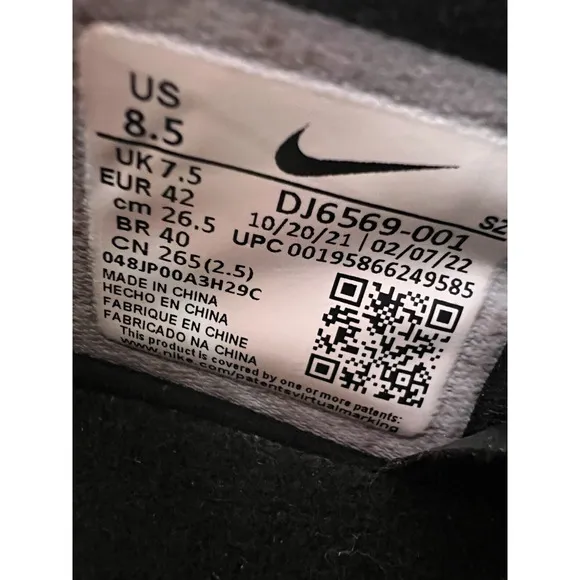 US
8.5
UK 7.5
EUR 42
cm 26.5
BR 40
CN 265 (2.5)
048JP00A3H29C
MADE IN CHINA
HECHO EN CHINA
FABRIQUE EN CHINE
FABRICADO NA CHINA
This product is covered by one or more patents:
www.nike.com/patentsvirtualmarking
DJ6569-001
10/20/21 | 02/07/22
UPC 00195866249585
S2